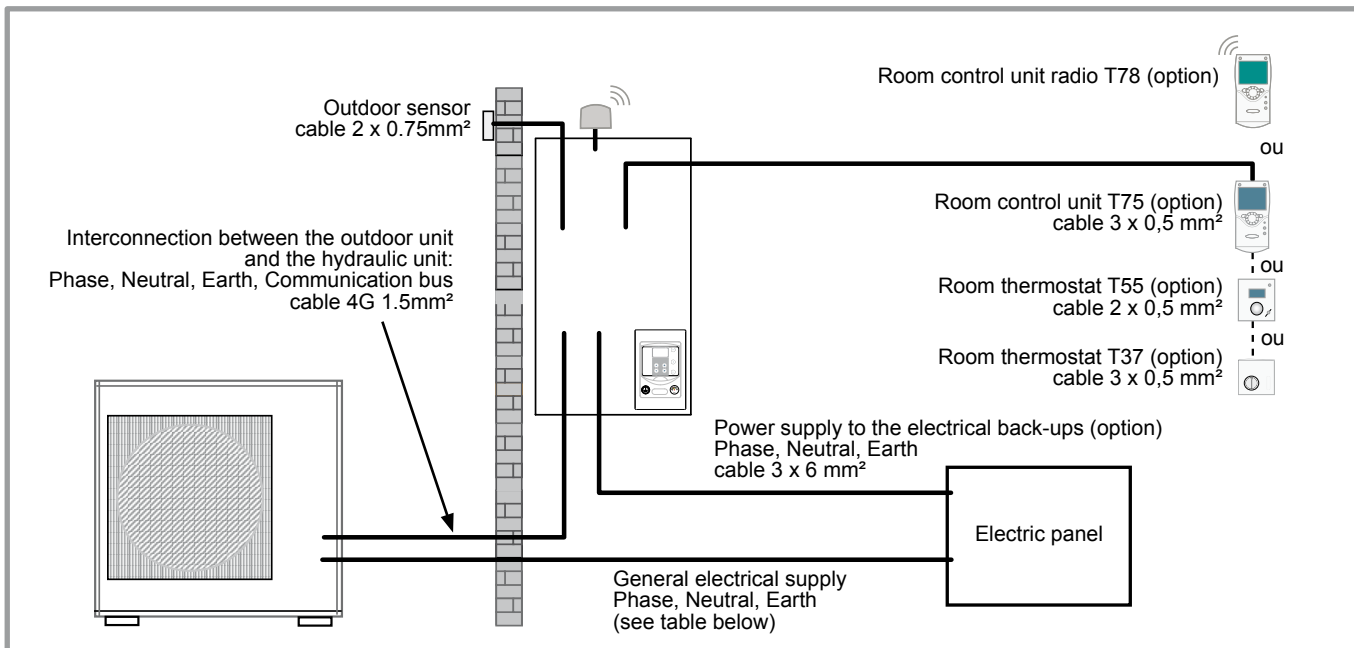 Room control unit radio T78 (option)
ou
Outdoor sensor
cable 2 x 0.75mm²
Room control unit T75 (option)
cable 3 x 0,5 mm²
ou
Interconnection between the outdoor unit
and the hydraulic unit:
Phase, Neutral, Earth, Communication bus
cable 4G 1.5mm²
Room thermostat T55 (option)
cable 2 x 0,5 mm²
ou
Room thermostat T37 (option)
cable 3 x 0,5 mm²
Power supply to the electrical back-ups (option)
Phase, Neutral, Earth
cable 3 x 6 mm²
Electric panel
General electrical supply
Phase, Neutral, Earth
(see table below)